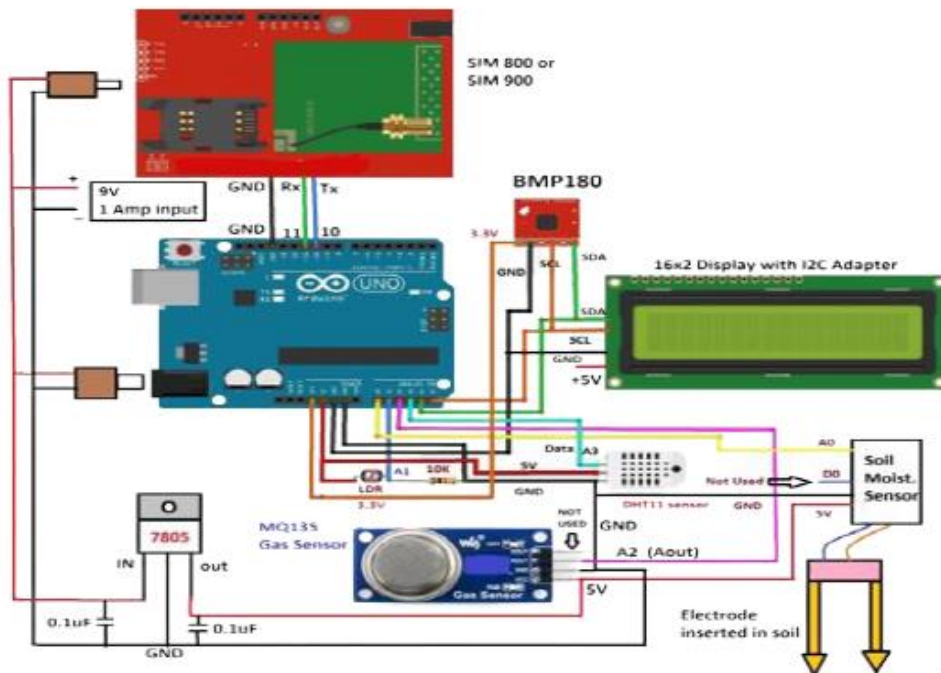 SIM 800 or
SIM 900
GND Rx Tx
GND 11 10
+
9V
1 Amp input
−
BMP180
3.3V
GND
SCL
SDA
16x2 Display with I2C Adapter
SDA
SCL
GND
+5V
UNO
Arduino
A0
Data A3
A1
10K
5V
LDR
GND
3.3V
DHT11 sensor
Not Used
D0
GND
5V
Soil
Moist.
Sensor
7805
IN
out
MQ135
Gas Sensor
NOT
USED
GND
A2 (Aout)
5V
Gas Sensor
0.1uF
0.1uF
GND
Electrode
inserted in soil